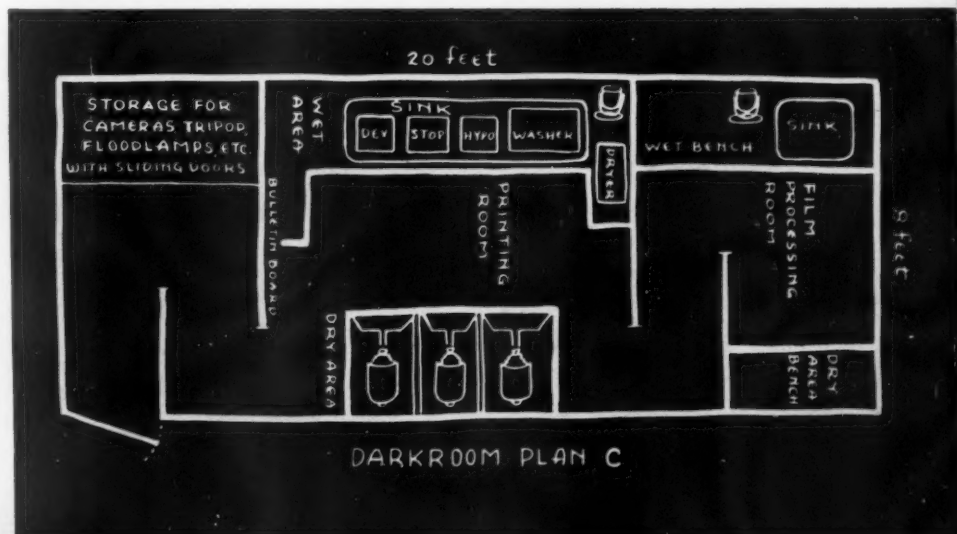 20 feet
STORAGE FOR
CAMERAS TRIPOD,
FLOODLAMPS, ETC.
WITH SLIDING DOORS
WET
AREA
SINK
DEV
STOP
HYPO
WASHER
DRYER
WET BENCH
SINK
BULLETIN BOARD
PRINTING
ROOM
FILM
PROCESSING
ROOM
8 feet
DRY AREA
DRY
AREA
BENCH
DARKROOM PLAN C